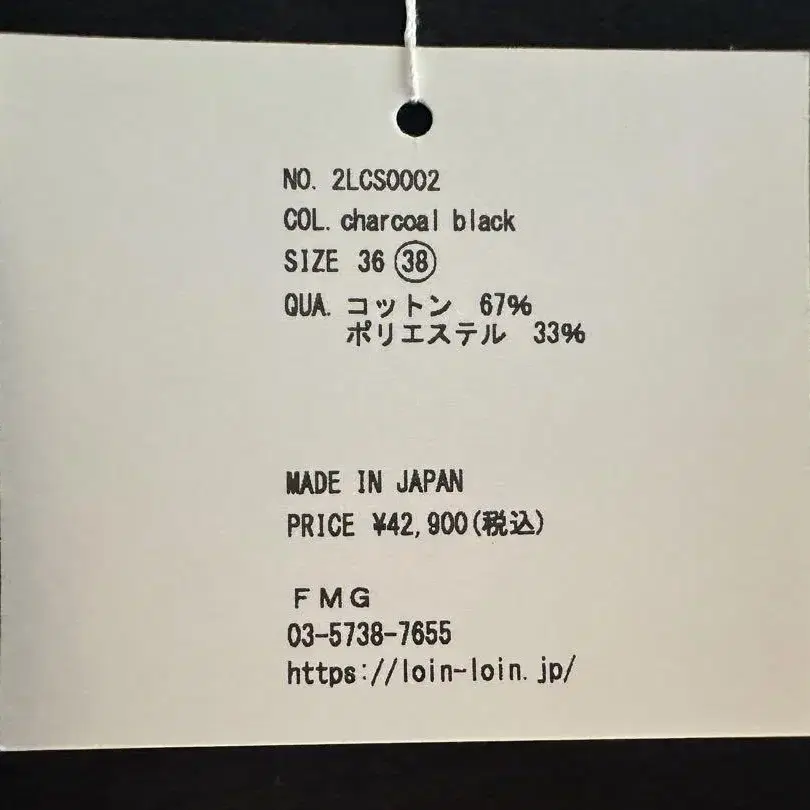 NO. 2LCS0002
COL. charcoal black
SIZE 36 38
QUA. コットン 67%
ポリエステル 33%
MADE IN JAPAN
PRICE ¥42,900(税込)
ＦＭＧ
03-5738-7655
https://loin-loin.jp/